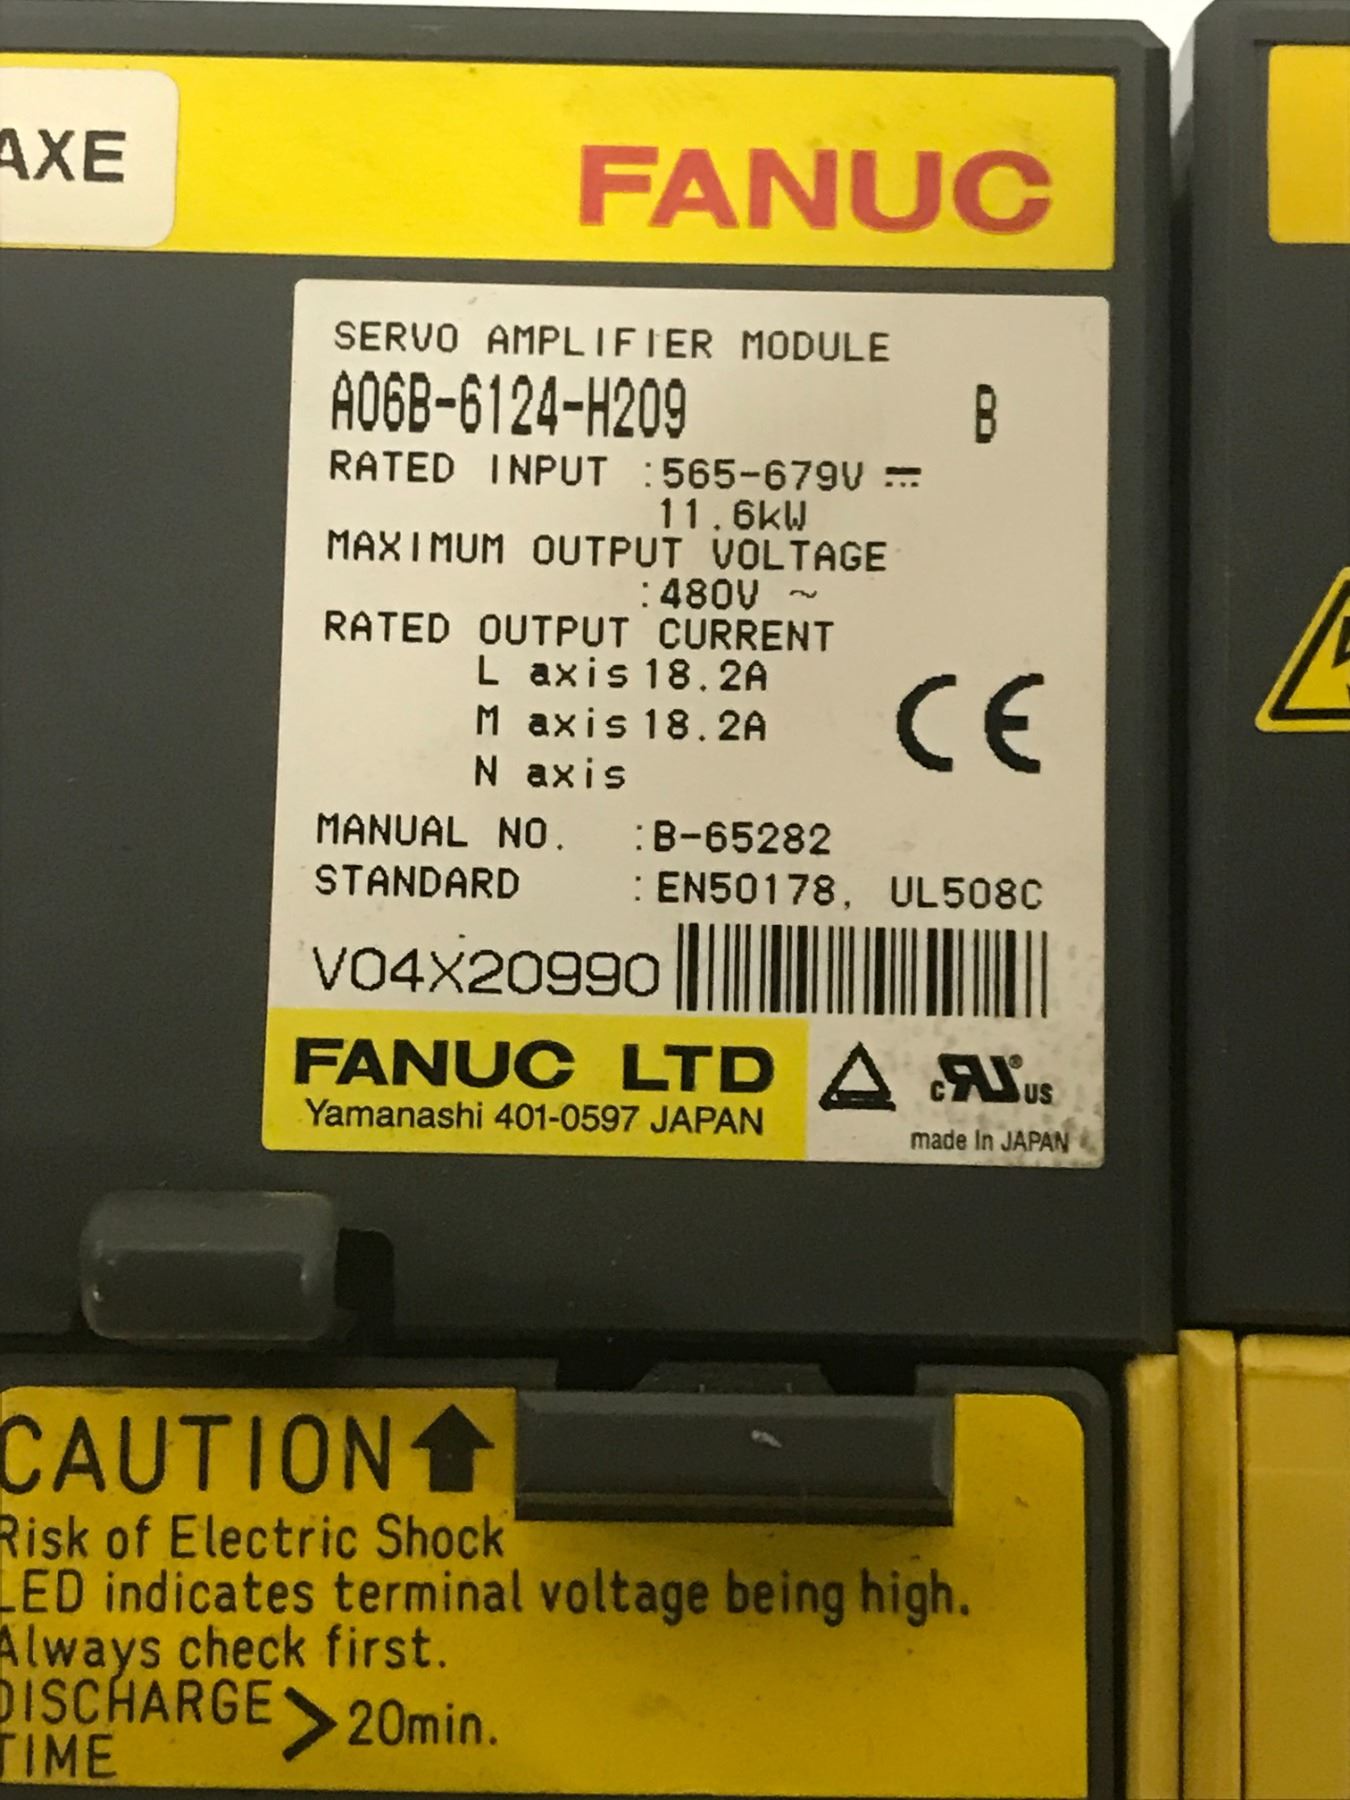 AXE
FANUC
SERVO AMPLIFIER MODULE
A06B-6124-H209 B
RATED INPUT :565-679V ⎓
11.6kW
MAXIMUM OUTPUT VOLTAGE
:480V ~
RATED OUTPUT CURRENT
L axis 18.2A
M axis 18.2A
N axis
CE
MANUAL NO. :B-65282
STANDARD :EN50178, UL508C
V04X20990
FANUC LTD
Yamanashi 401-0597 JAPAN
c RU ® US
made in JAPAN
CAUTION
Risk of Electric Shock
LED indicates terminal voltage being high.
Always check first.
DISCHARGE
TIME > 20min.